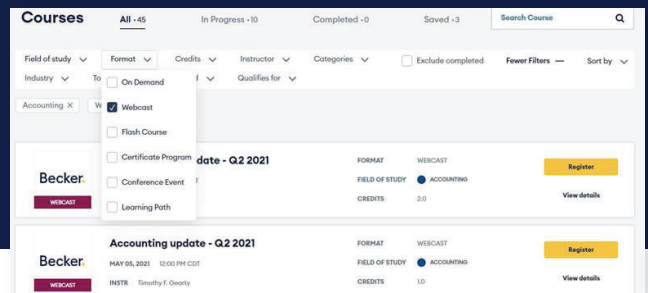 Courses All • 45 In Progress • 10 Completed • 0 Saved • 3 Search Course
Field of study Format Credits Instructor Categories Exclude completed Fewer Filters — Sort by
Industry To Qualifies for
Accounting × W
On Demand
Webcast
Flash Course
Certificate Program
Conference Event
Learning Path
Becker.
WEBCAST
date - Q2 2021
FORMAT WEBCAST
FIELD OF STUDY ACCOUNTING
CREDITS 2.0
Register
View details
Becker.
WEBCAST
Accounting update - Q2 2021
MAY 05, 2021 12:00 PM CDT
INSTR Timothy F. Gearty
FORMAT WEBCAST
FIELD OF STUDY ACCOUNTING
CREDITS 1.0
Register
View details